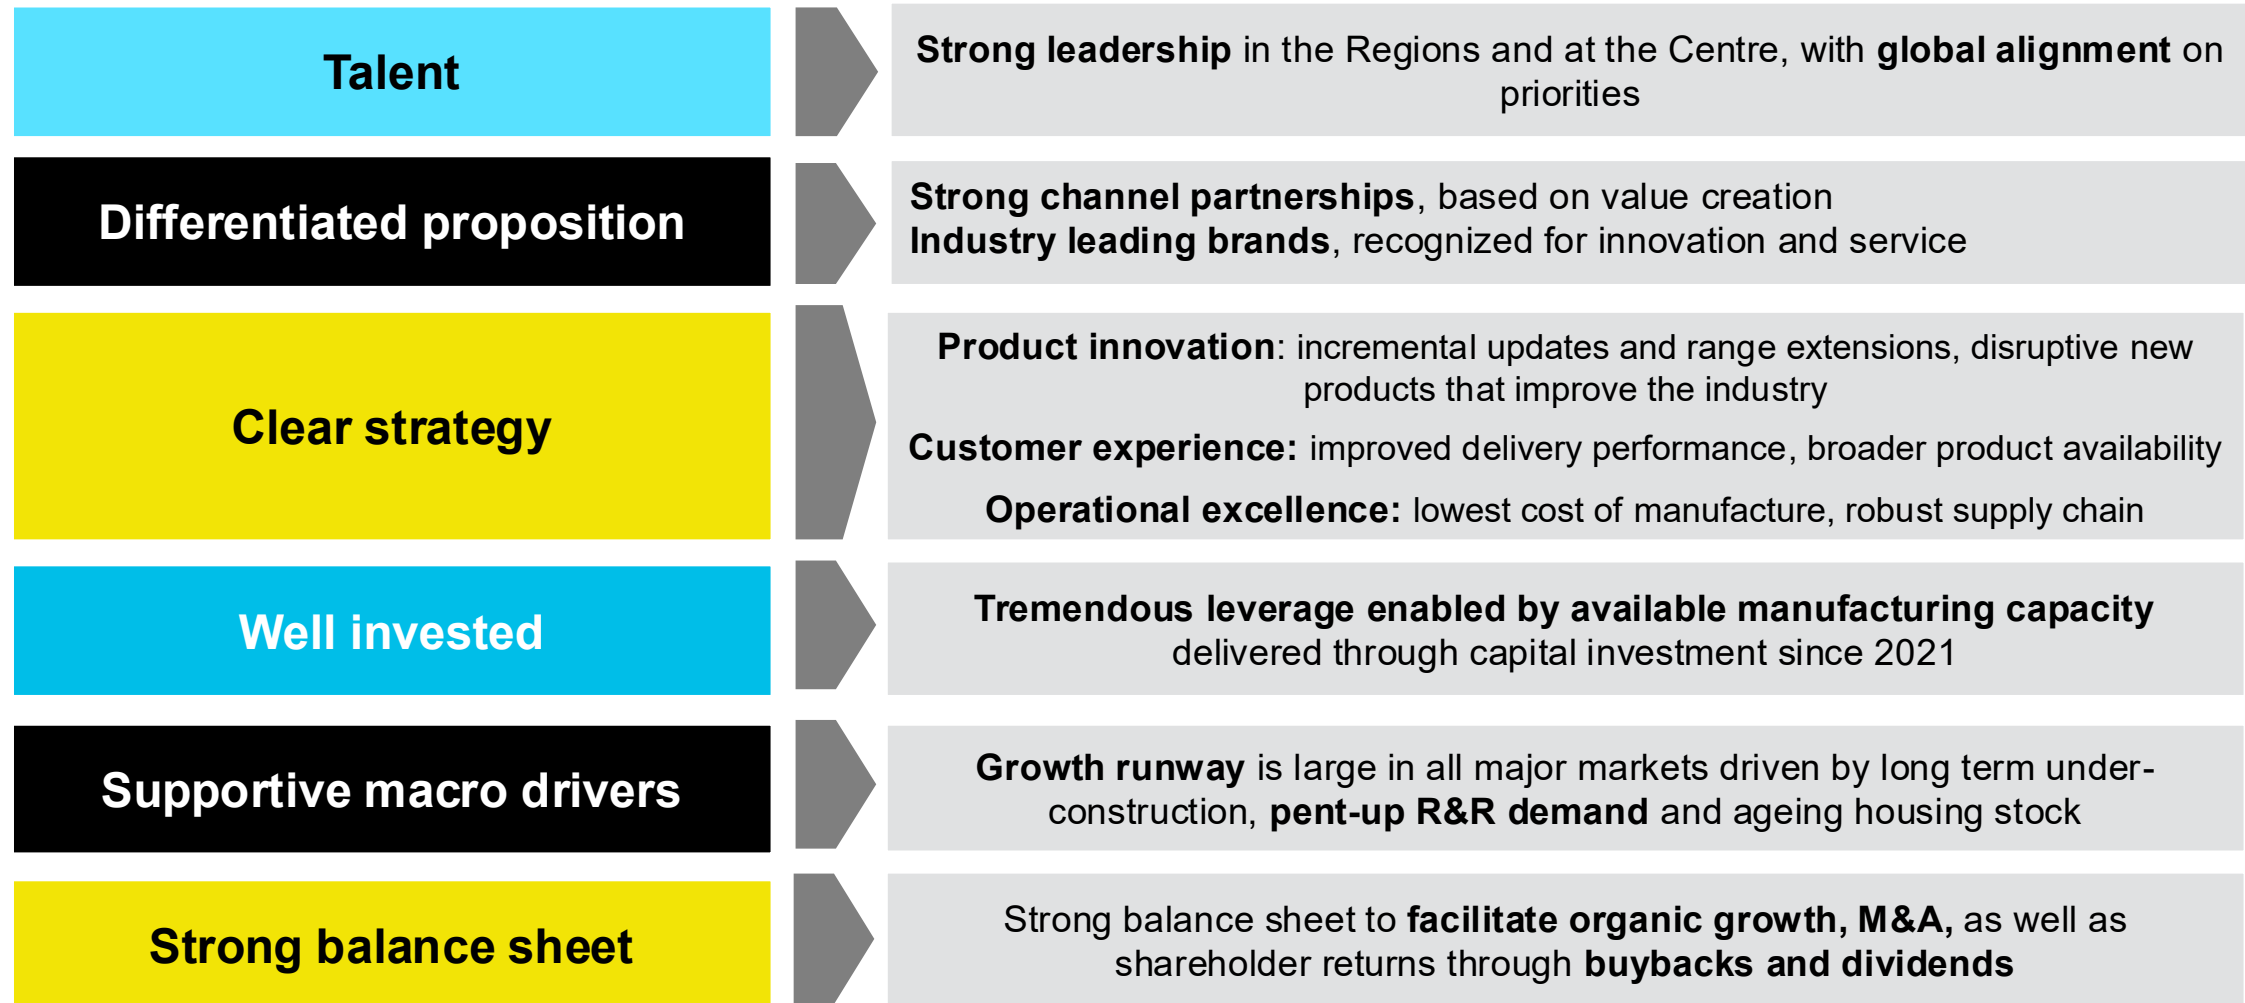 Talent
Strong leadership in the Regions and at the Centre, with global alignment on
priorities
Differentiated proposition
Strong channel partnerships, based on value creation
Industry leading brands, recognized for innovation and service
Clear strategy
Product innovation: incremental updates and range extensions, disruptive new
products that improve the industry
Customer experience: improved delivery performance, broader product availability
Operational excellence: lowest cost of manufacture, robust supply chain
Well invested
Tremendous leverage enabled by available manufacturing capacity
delivered through capital investment since 2021
Supportive macro drivers
Growth runway is large in all major markets driven by long term under-
construction, pent-up R&R demand and ageing housing stock
Strong balance sheet
Strong balance sheet to facilitate organic growth, M&A, as well as
shareholder returns through buybacks and dividends